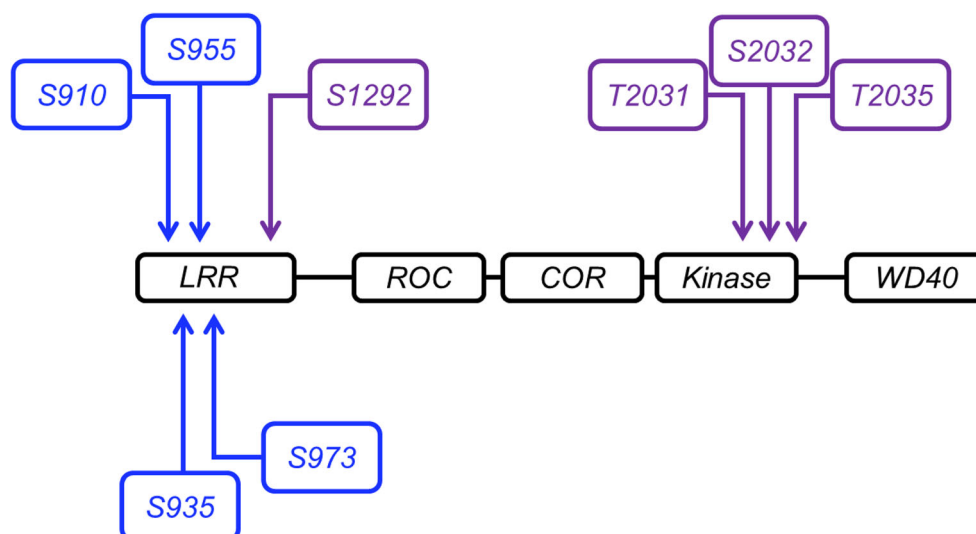 S955
S2032
S910
S1292
T2031
T2035
LRR
ROC
COR
Kinase
WD40
S973
S935